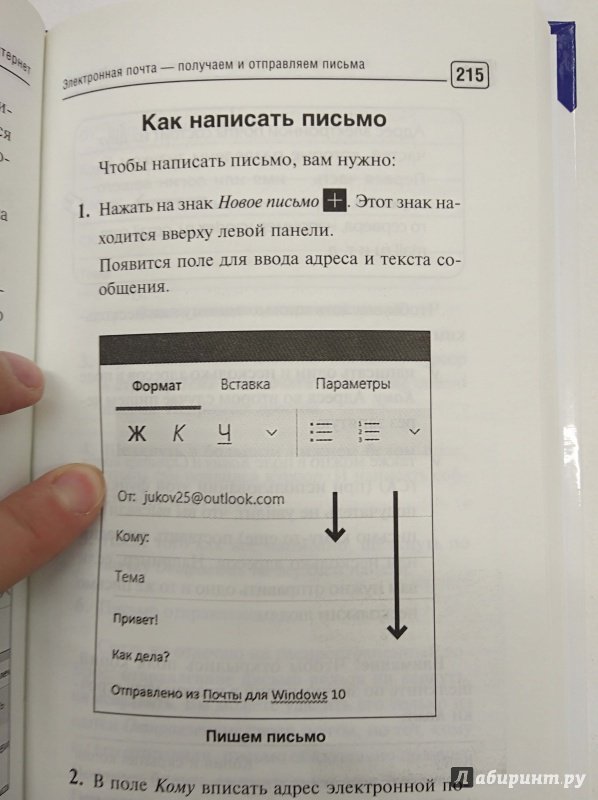 тернет
Электронная почта — получаем и отправляем письма
215
Как написать письмо
Чтобы написать письмо, вам нужно:
1. Нажать на знак Новое письмо +. Этот знак на-
ходится вверху левой панели.
Появится поле для ввода адреса и текста со-
общения.
Формат Вставка Параметры
Ж К Ч
От: jukov25@outlook.com
Кому:
Тема
Привет!
Как дела?
Отправлено из Почты для Windows 10
Пишем письмо
2. В поле Кому вписать адрес электронной по-
Лабиринт.ру